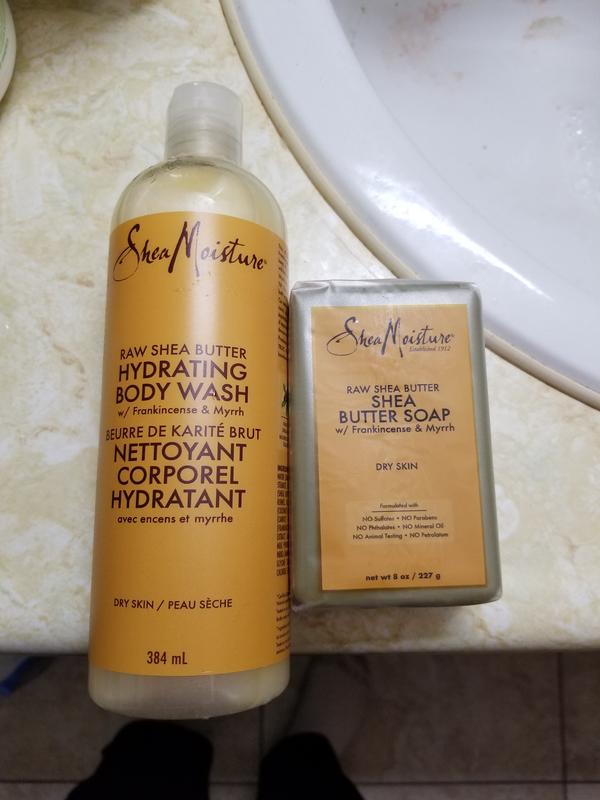 SheaMoisture®
RAW SHEA BUTTER
HYDRATING
BODY WASH
w/ Frankincense & Myrrh
BEURRE DE KARITÉ BRUT
NETTOYANT
CORPOREL
HYDRATANT
avec encens et myrrhe
DRY SKIN / PEAU SÈCHE
384 mL
SheaMoisture®
Established 1912
RAW SHEA BUTTER
SHEA
BUTTER SOAP
w/ Frankincense & Myrrh
DRY SKIN
Formulated with
NO Sulfates • NO Parabens
NO Phthalates • NO Mineral Oil
NO Animal Testing • NO Petrolatum
net wt 8 oz / 227 g